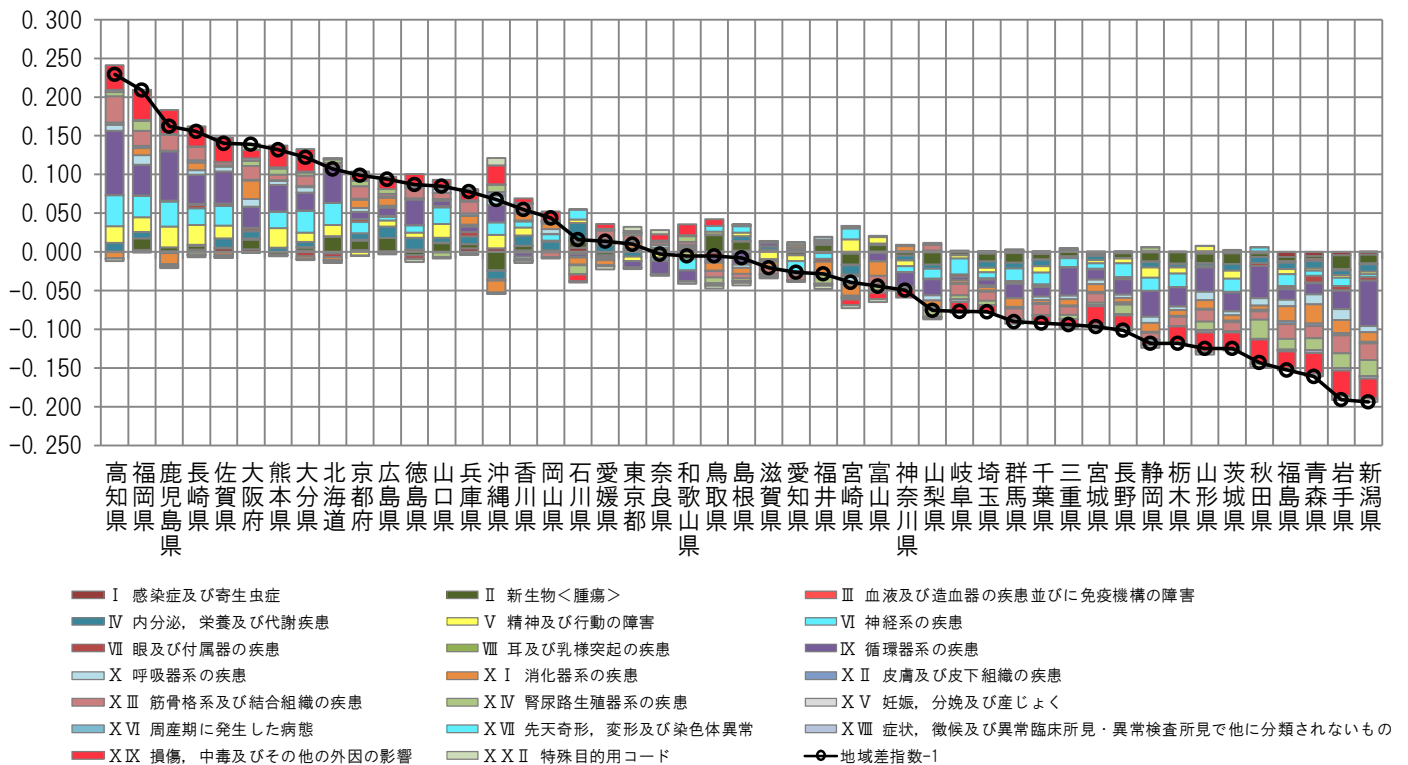 0.300
0.250
0.200
0.150
0.100
0.050
0.000
-0.050
-0.100
-0.150
-0.200
-0.250
高知県
福岡県
鹿児島県
長崎県
佐賀県
大阪府
熊本県
大分県
北海道
京都府
広島県
徳島県
山口県
兵庫県
沖縄県
香川県
岡山県
石川県
愛媛県
東京都
奈良県
和歌山県
鳥取県
島根県
滋賀県
愛知県
福井県
宮崎県
富山県
神奈川県
山梨県
岐阜県
埼玉県
群馬県
千葉県
三重県
宮城県
長野県
静岡県
栃木県
山形県
茨城県
秋田県
福島県
青森県
岩手県
新潟県
Ⅰ 感染症及び寄生虫症
Ⅱ 新生物＜腫瘍＞
Ⅲ 血液及び造血器の疾患並びに免疫機構の障害
Ⅳ 内分泌，栄養及び代謝疾患
Ⅴ 精神及び行動の障害
Ⅵ 神経系の疾患
Ⅶ 眼及び付属器の疾患
Ⅷ 耳及び乳様突起の疾患
Ⅸ 循環器系の疾患
Ⅹ 呼吸器系の疾患
ⅩⅠ 消化器系の疾患
ⅩⅡ 皮膚及び皮下組織の疾患
ⅩⅢ 筋骨格系及び結合組織の疾患
ⅩⅣ 腎尿路生殖器系の疾患
ⅩⅤ 妊娠，分娩及び産じょく
ⅩⅥ 周産期に発生した病態
ⅩⅦ 先天奇形，変形及び染色体異常
ⅩⅧ 症状，徴候及び異常臨床所見・異常検査所見で他に分類されないもの
ⅩⅨ 損傷，中毒及びその他の外因の影響
ⅩⅩⅡ 特殊目的用コード
地域差指数-1